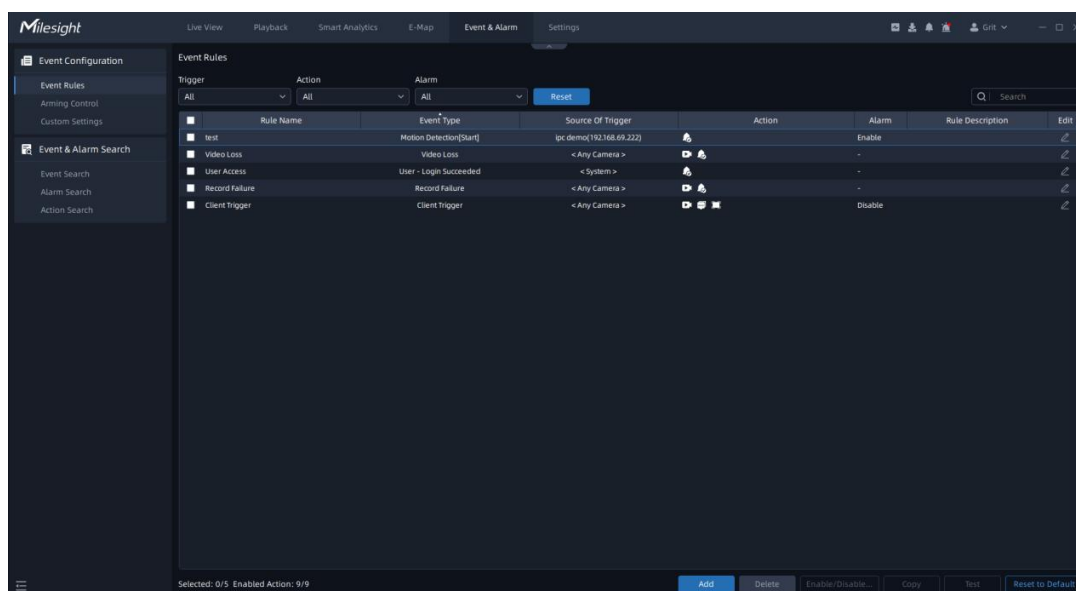 Milesight Live View Playback Smart Analytics E-Map Event & Alarm Settings Grit
Event Configuration
Event Rules
Arming Control
Custom Settings
Event & Alarm Search
Event Search
Alarm Search
Action Search
Event Rules
Trigger Action Alarm
All All All Reset Search
Rule Name Event Type Source Of Trigger Action Alarm Rule Description Edit
test Motion Detection[Start] ipc demo(192.168.69.222) Enable
Video Loss Video Loss < Any Camera > -
User Access User - Login Succeeded < System > -
Record Failure Record Failure < Any Camera > -
Client Trigger Client Trigger < Any Camera > Disable
Selected: 0/5 Enabled Action: 9/9 Add Delete Enable/Disable... Copy Test Reset to Default